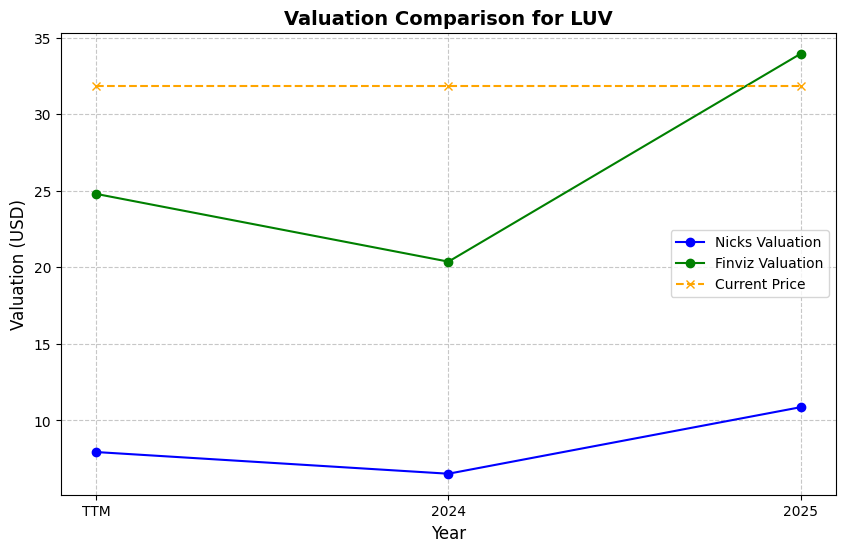 Valuation Comparison for LUV
Valuation (USD)
35
30
25
20
15
10
Nicks Valuation
Finviz Valuation
Current Price
TTM
2024
2025
Year